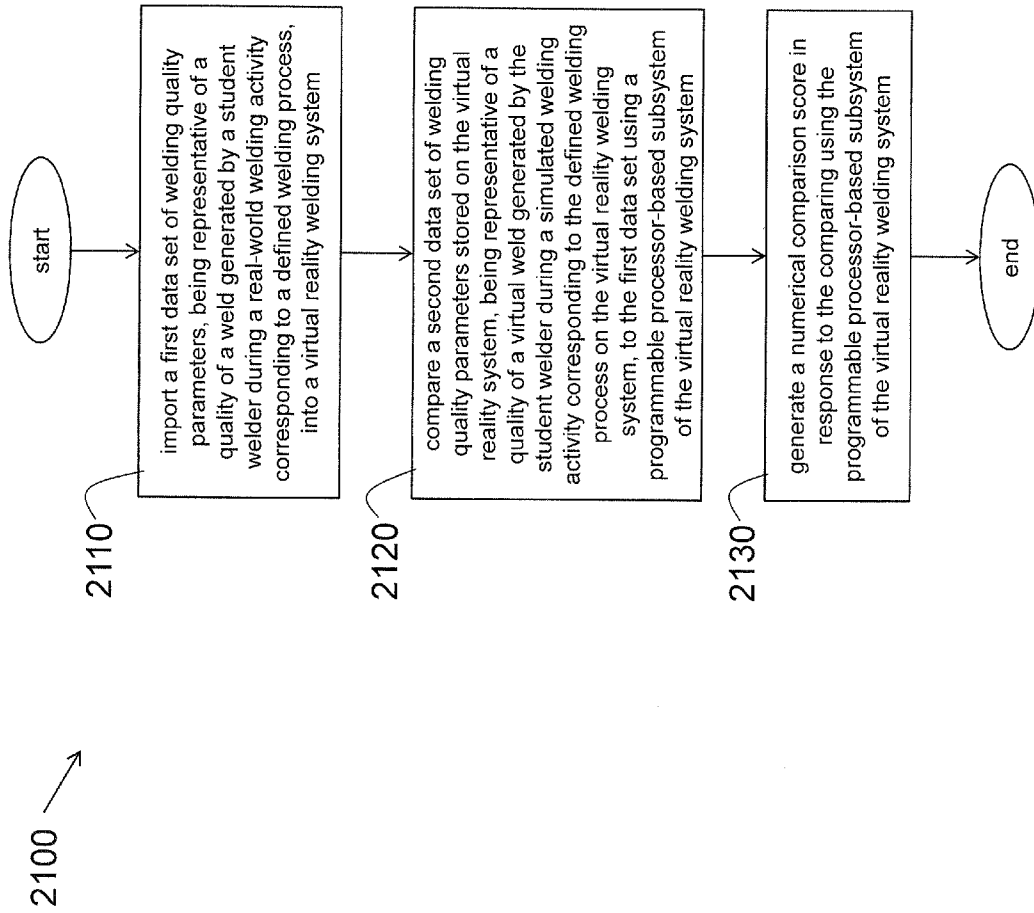 2100
start
2110
import a first data set of welding quality
parameters, being representative of a
quality of a weld generated by a student
welder during a real-world welding activity
corresponding to a defined welding process,
into a virtual reality welding system
2120
compare a second data set of welding
quality parameters stored on the virtual
reality system, being representative of a
quality of a virtual weld generated by the
student welder during a simulated welding
activity corresponding to the defined welding
process on the virtual reality welding
system, to the first data set using a
programmable processor-based subsystem
of the virtual reality welding system
2130
generate a numerical comparison score in
response to the comparing using the
programmable processor-based subsystem
of the virtual reality welding system
end